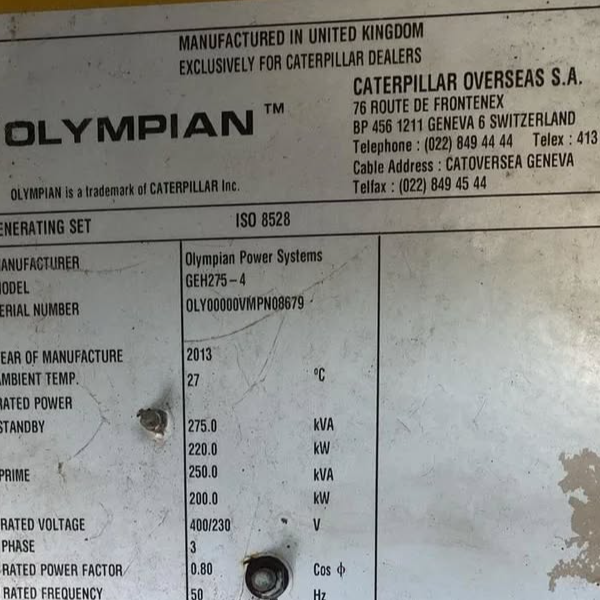 MANUFACTURED IN UNITED KINGDOM
EXCLUSIVELY FOR CATERPILLAR DEALERS
OLYMPIAN™
CATERPILLAR OVERSEAS S.A.
76 ROUTE DE FRONTENEX
BP 456 1211 GENEVA 6 SWITZERLAND
Telephone : (022) 849 44 44 Telex : 413
Cable Address : CATOVERSEA GENEVA
Telfax : (022) 849 45 44
OLYMPIAN is a trademark of CATERPILLAR Inc.
ENERATING SET ISO 8528
ANUFACTURER Olympian Power Systems
ODEL GEH275-4
ERIAL NUMBER OLY00000VMPN08679
EAR OF MANUFACTURE 2013
MBIENT TEMP. 27 °C
RATED POWER
STANDBY 275.0 kVA
220.0 kW
PRIME 250.0 kVA
200.0 kW
RATED VOLTAGE 400/230 V
PHASE 3
RATED POWER FACTOR 0.80 Cos ϕ
RATED FREQUENCY 50 Hz